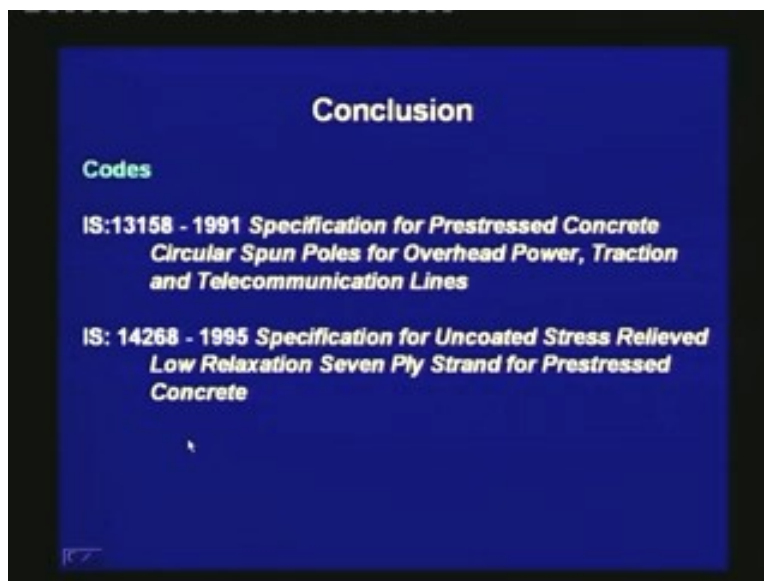 Conclusion
Codes
IS:13158 - 1991 Specification for Prestressed Concrete
Circular Spun Poles for Overhead Power, Traction
and Telecommunication Lines
IS: 14268 - 1995 Specification for Uncoated Stress Relieved
Low Relaxation Seven Ply Strand for Prestressed
Concrete